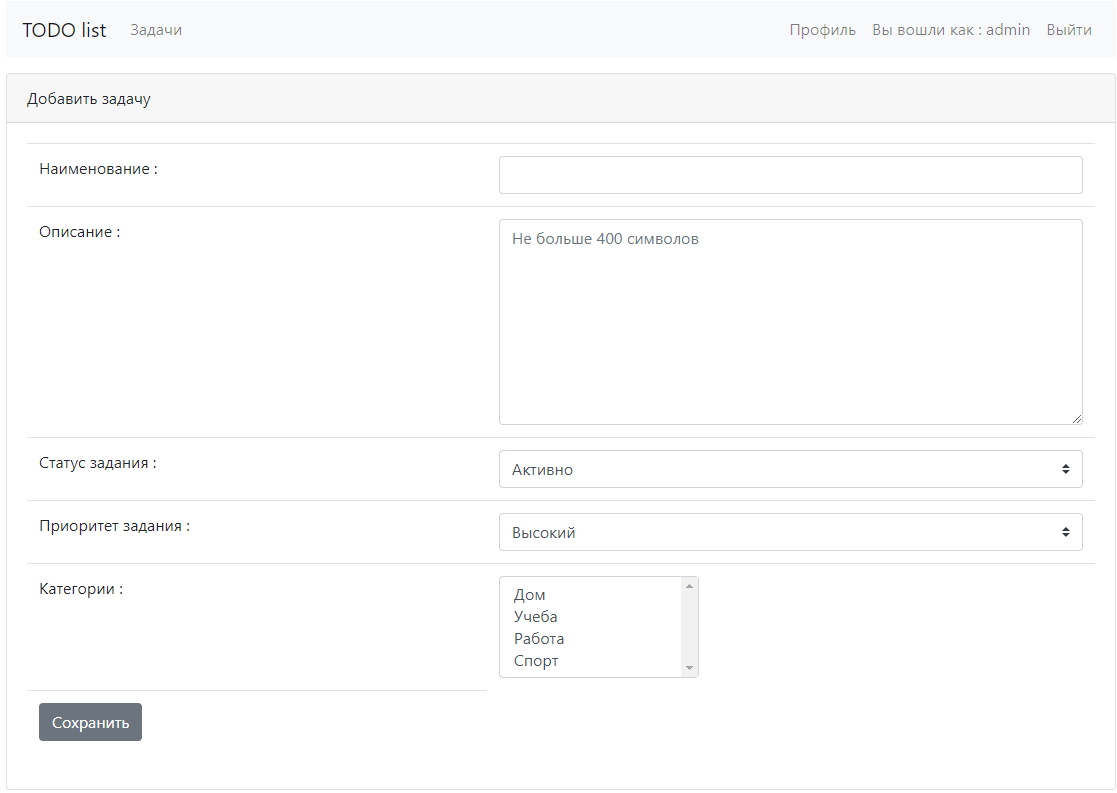 TODO list Задачи Профиль Вы вошли как : admin Выйти
Добавить задачу
Наименование :
Описание : Не больше 400 символов
Статус задания : Активно
Приоритет задания : Высокий
Категории : Дом
Учеба
Работа
Спорт
Сохранить